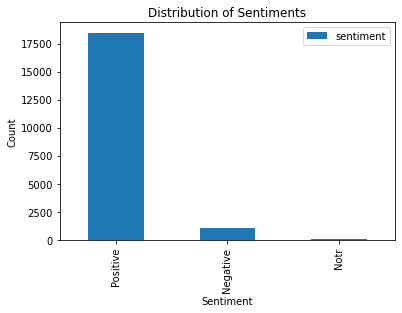 Distribution of Sentiments
sentiment
17500
15000
12500
10000
7500
5000
2500
0
Count
Positive
Negative
Notr
Sentiment